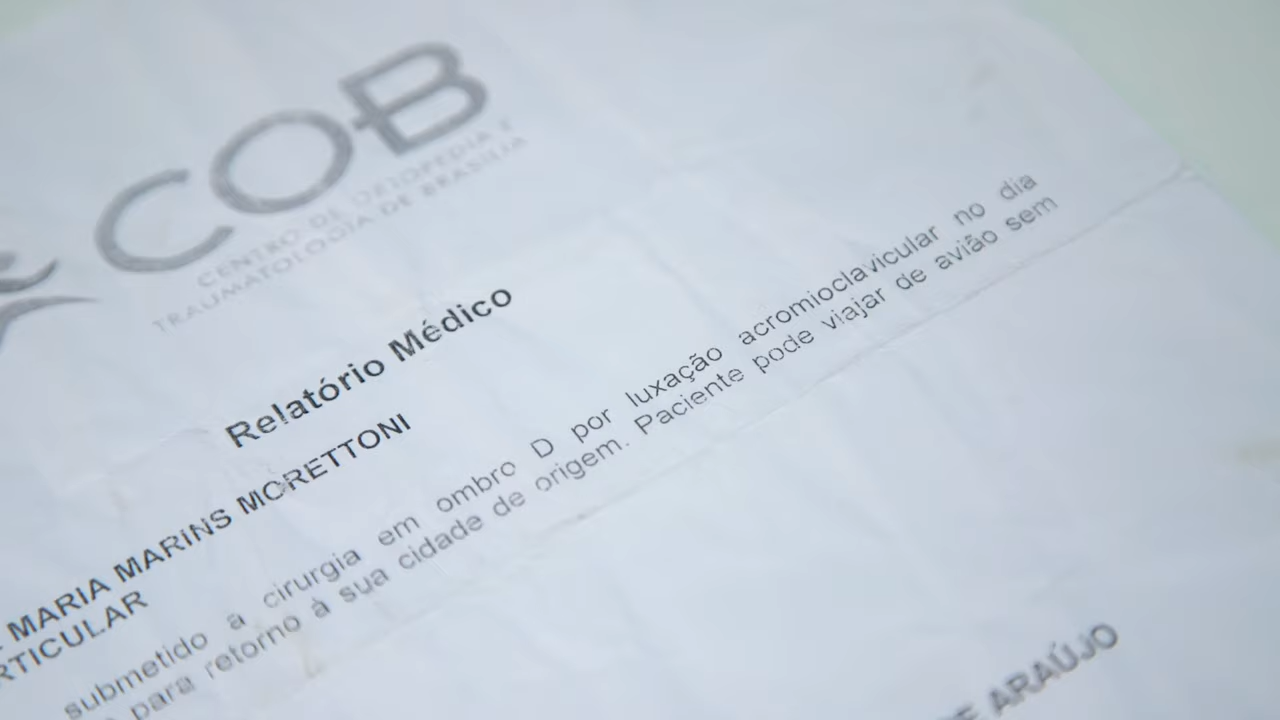 COB
CENTRO DE ORTOPEDIA E
TRAUMATOLOGIA DE BRASÍLIA
Relatório Médico
MARIA MARINS MORETTONI
submetido a cirurgia em ombro D por luxação acromioclavicular no dia
para retorno à sua cidade de origem. Paciente pode viajar de avião sem
ARAÚJO